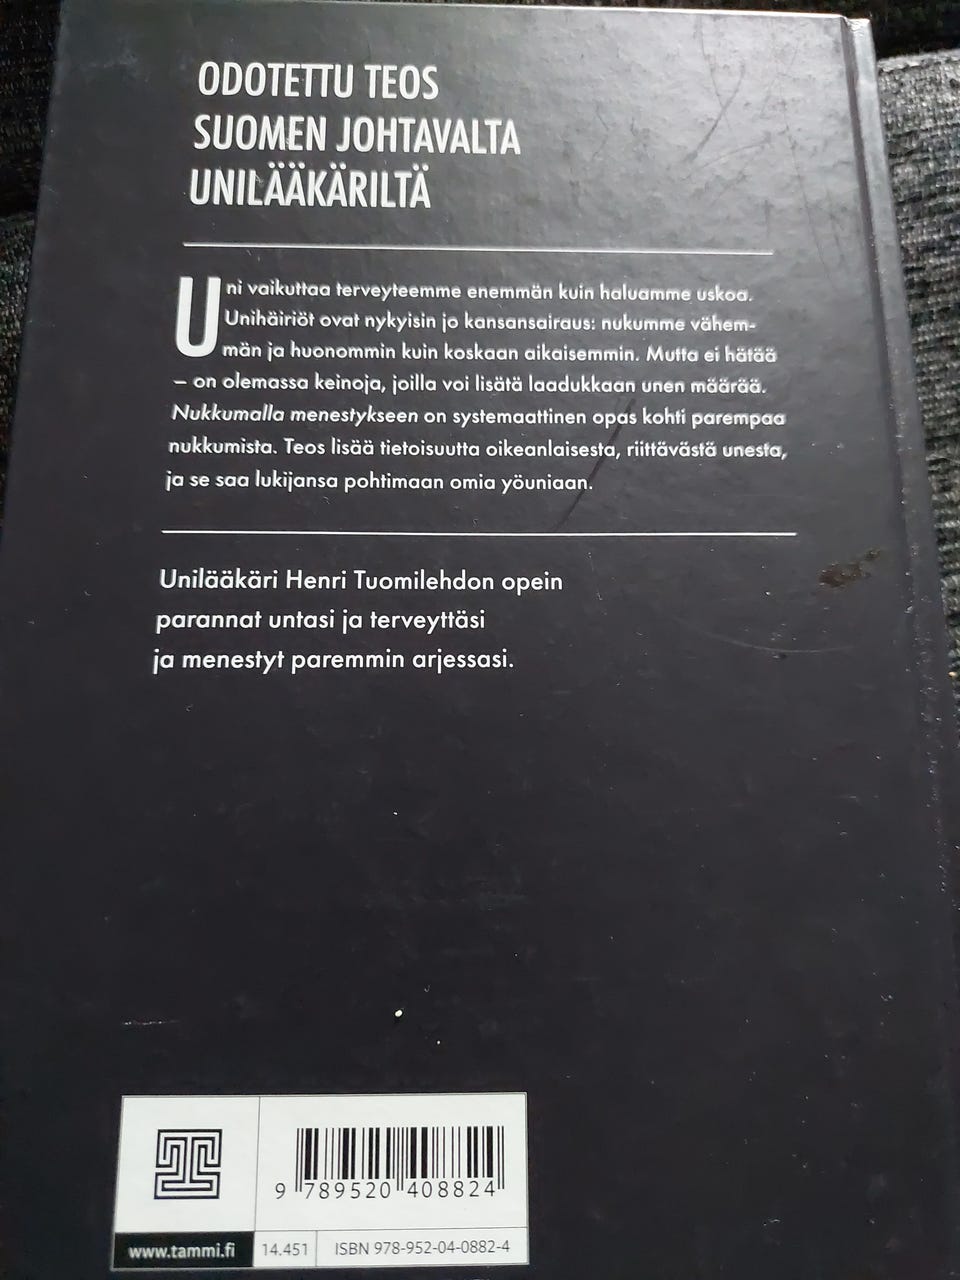 ODOTETTU TEOS
SUOMEN JOHTAVALTA
UNILÄÄKÄRILTÄ
Uni vaikuttaa terveyteemme enemmän kuin haluamme uskoa.
Unihäiriöt ovat nykyisin jo kansansairaus: nukumme vähem-
män ja huonommin kuin koskaan aikaisemmin. Mutta ei hätää
– on olemassa keinoja, joilla voi lisätä laadukkaan unen määrää.
Nukkumalla menestykseen on systemaattinen opas kohti parempaa
nukkumista. Teos lisää tietoisuutta oikeanlaisesta, riittävästä unesta,
ja se saa lukijansa pohtimaan omia yöuniaan.
Unilääkäri Henri Tuomilehdon opein
parannat untasi ja terveyttäsi
ja menestyt paremmin arjessasi.
9 789520 408824
www.tammi.fi 14.451 ISBN 978-952-04-0882-4